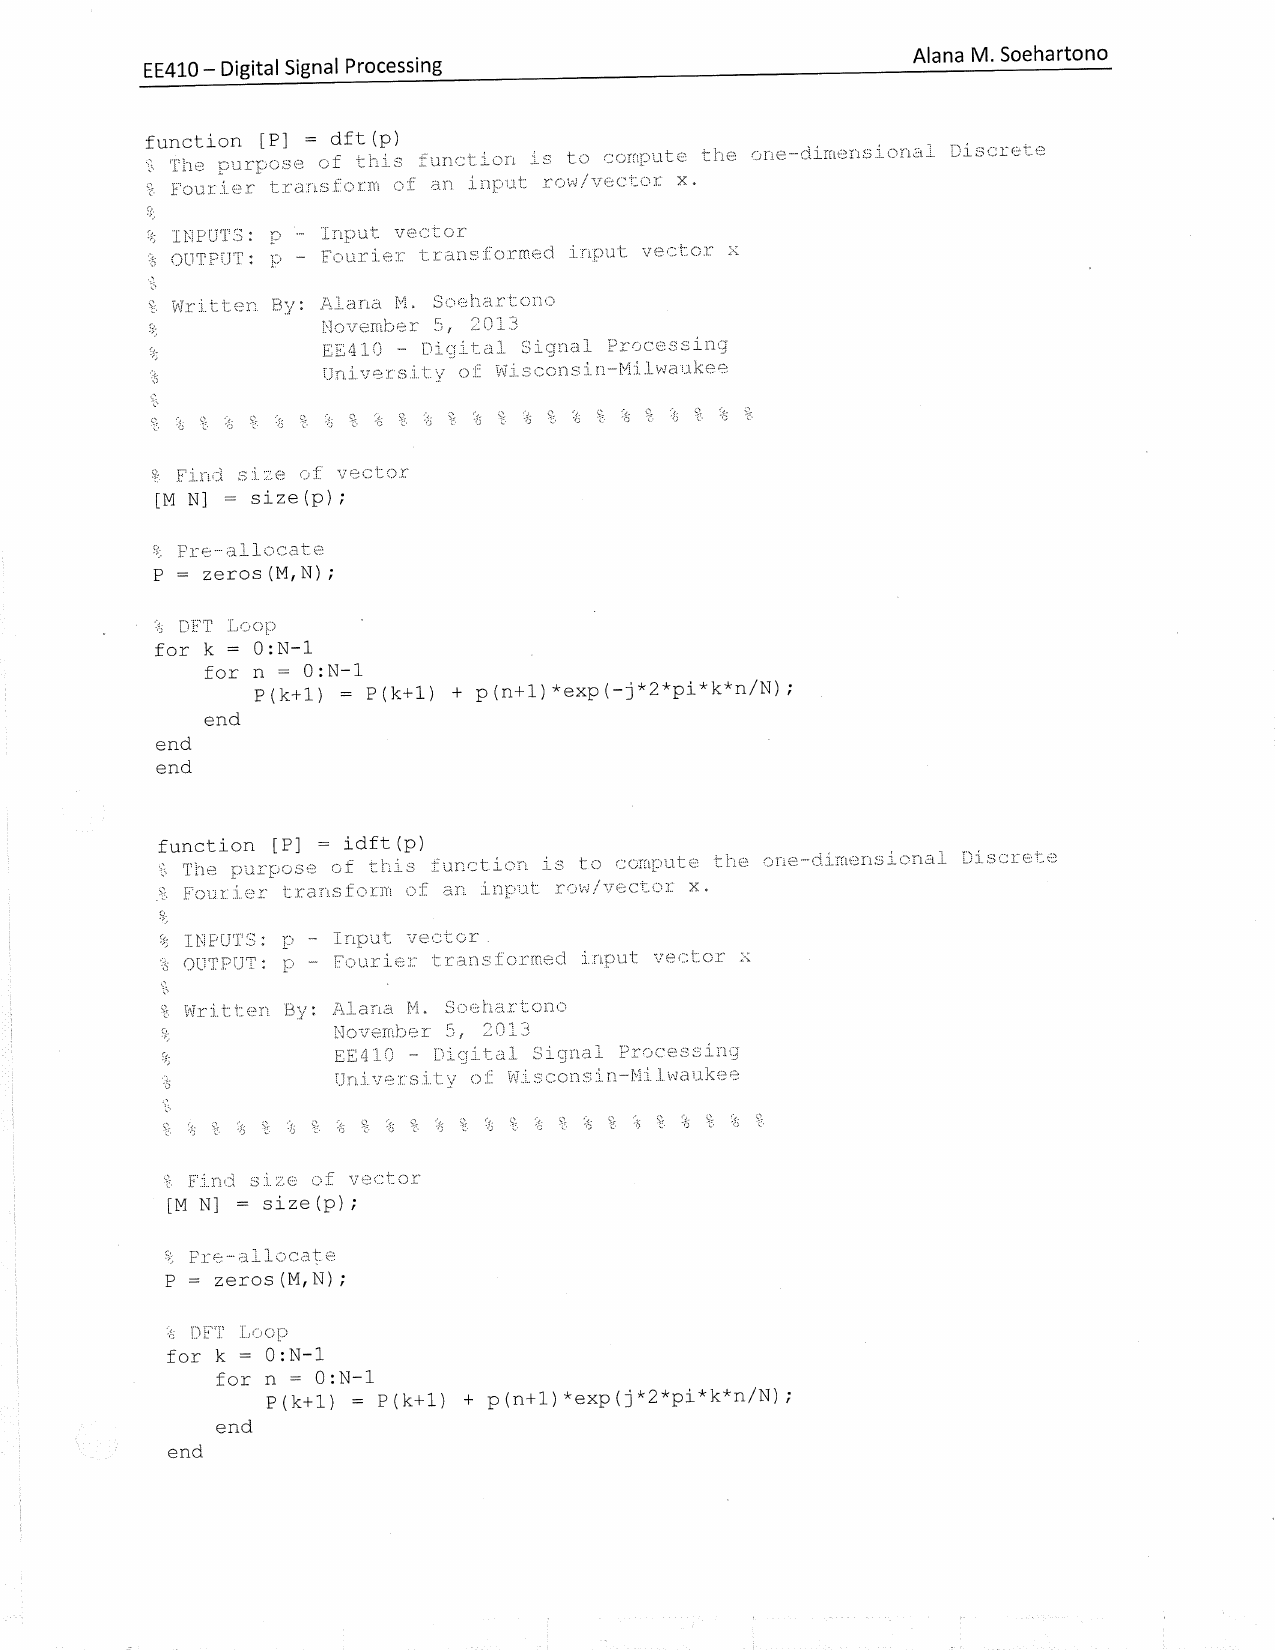 EE410 – Digital Signal Processing Alana M. Soehartono
function [P] = dft(p)
% The purpose of this function is to compute the one-dimensional Discrete
% Fourier transform of an input row/vector x.
%
% INPUTS: p - Input vector
% OUTPUT: p - Fourier transformed input vector x
%
% Written By: Alana M. Soehartono
% November 5, 2013
% EE410 - Digital Signal Processing
% University of Wisconsin-Milwaukee
%
% % % % % % % % % % % % % % % % % % % % % % % % %
% Find size of vector
[M N] = size(p);
% Pre-allocate
P = zeros(M,N);
% DFT Loop
for k = 0:N-1
for n = 0:N-1
P(k+1) = P(k+1) + p(n+1)*exp(-j*2*pi*k*n/N);
end
end
end
function [P] = idft(p)
% The purpose of this function is to compute the one-dimensional Discrete
% Fourier transform of an input row/vector x.
%
% INPUTS: p - Input vector
% OUTPUT: p - Fourier transformed input vector x
%
% Written By: Alana M. Soehartono
% November 5, 2013
% EE410 - Digital Signal Processing
% University of Wisconsin-Milwaukee
%
% % % % % % % % % % % % % % % % % % % % % % % % %
% Find size of vector
[M N] = size(p);
% Pre-allocate
P = zeros(M,N);
% DFT Loop
for k = 0:N-1
for n = 0:N-1
P(k+1) = P(k+1) + p(n+1)*exp(j*2*pi*k*n/N);
end
end